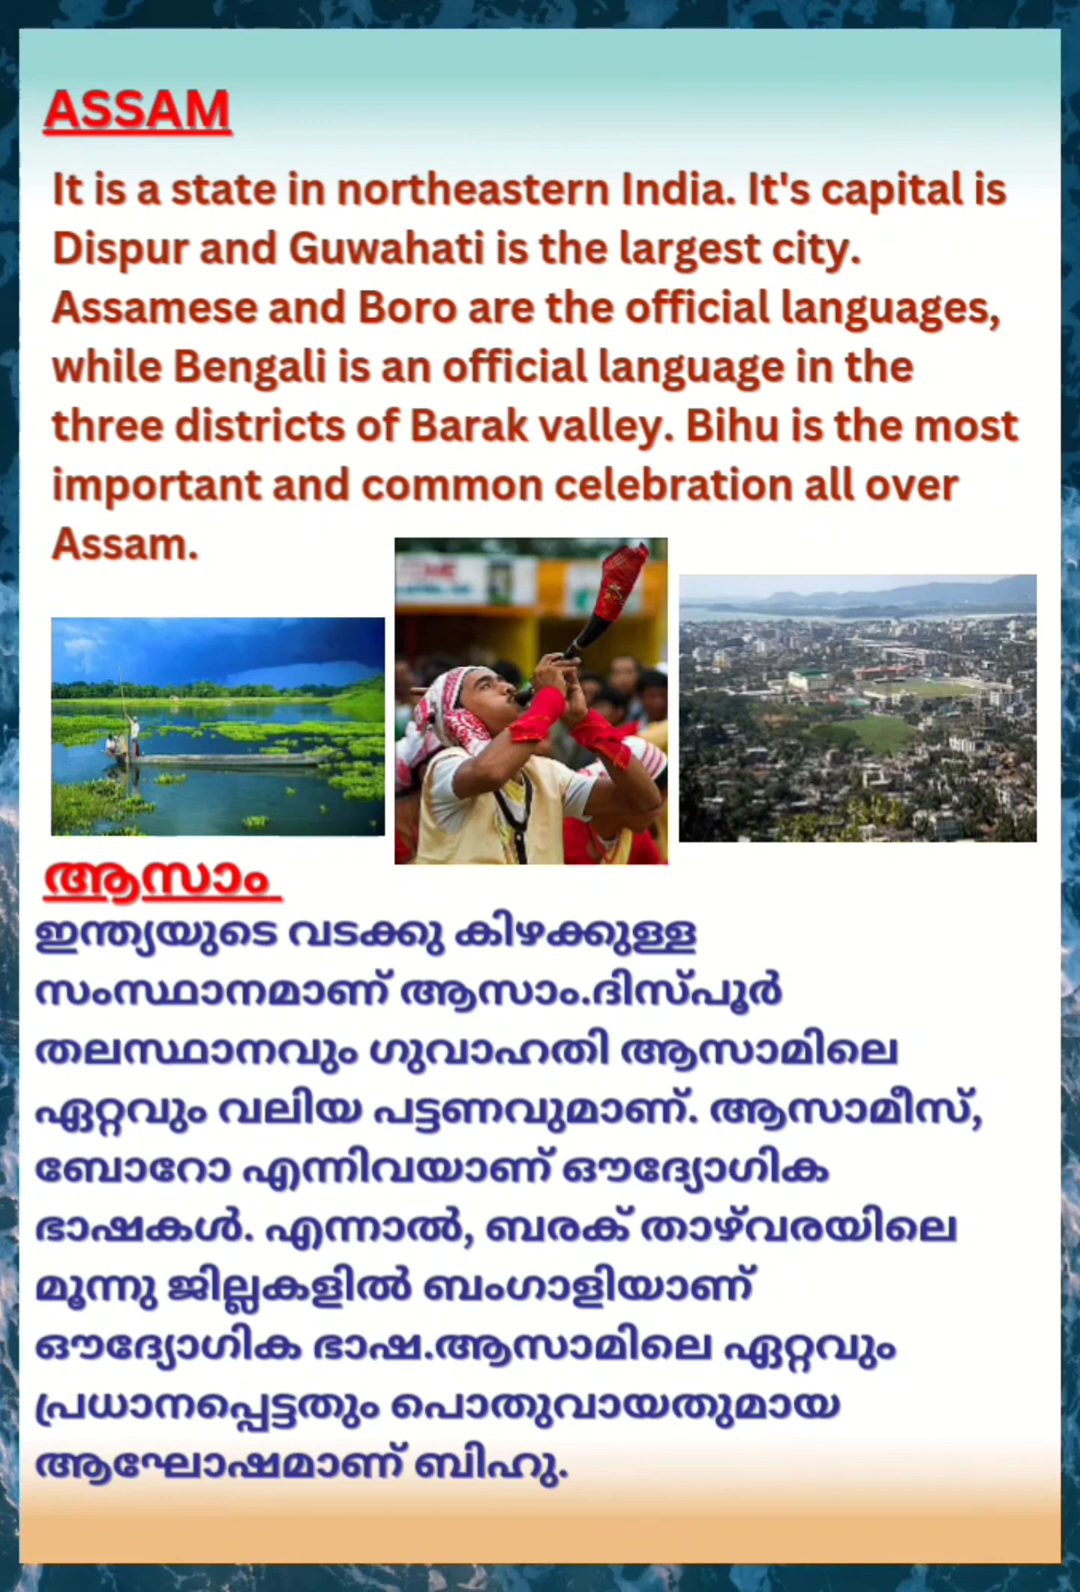 ASSAM
It is a state in northeastern India. It's capital is
Dispur and Guwahati is the largest city.
Assamese and Boro are the official languages,
while Bengali is an official language in the
three districts of Barak valley. Bihu is the most
important and common celebration all over
Assam.
ആസാം
ഇന്ത്യയുടെ വടക്കു കിഴക്കുള്ള
സംസ്ഥാനമാണ് ആസാം.ദിസ്പൂർ
തലസ്ഥാനവും ഗുവാഹതി ആസാമിലെ
ഏറ്റവും വലിയ പട്ടണവുമാണ്. ആസാമീസ്,
ബോറോ എന്നിവയാണ് ഔദ്യോഗിക
ഭാഷകൾ. എന്നാൽ, ബരക് താഴ്‌വരയിലെ
മൂന്നു ജില്ലകളിൽ ബംഗാളിയാണ്
ഔദ്യോഗിക ഭാഷ.ആസാമിലെ ഏറ്റവും
പ്രധാനപ്പെട്ടതും പൊതുവായതുമായ
ആഘോഷമാണ് ബിഹു.